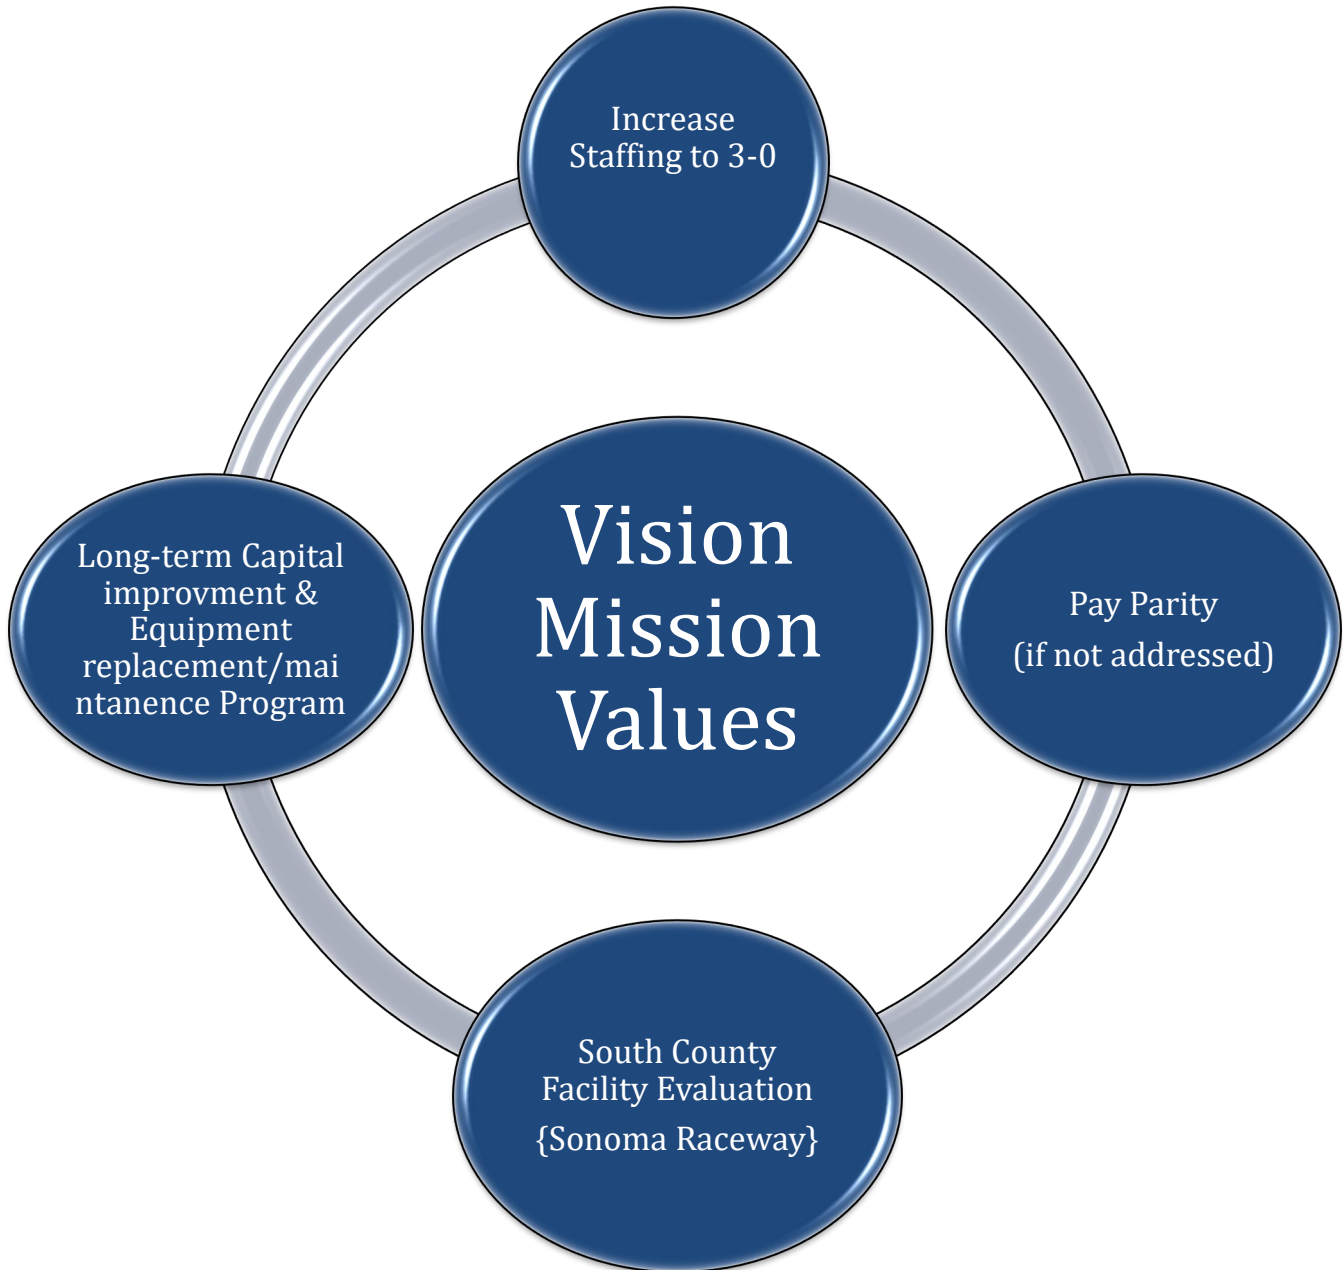 Increase
Staffing to 3-0
Long-term Capital
improvment &
Equipment
replacement/mai
ntanence Program
Vision
Mission
Values
Pay Parity
(if not addressed)
South County
Facility Evaluation
{Sonoma Raceway}